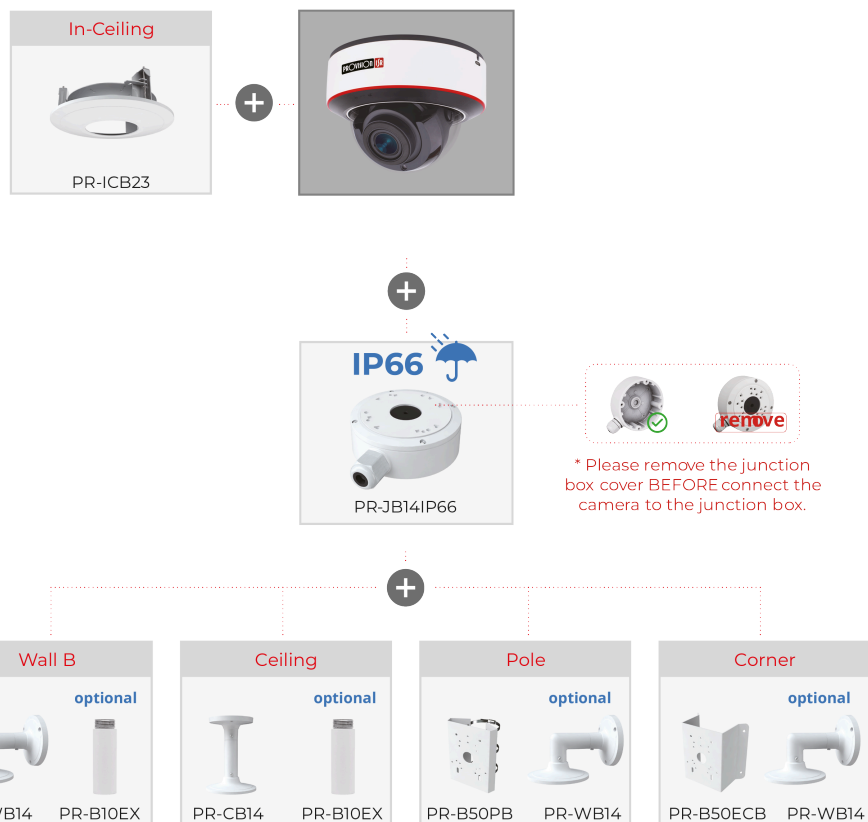 In-Ceiling
PROVISION ISR
PR-ICB23
IP66
remove
PR-JB14IP66
* Please remove the junction
box cover BEFORE connect the
camera to the junction box.
Wall B
optional
WB14
PR-B10EX
Ceiling
optional
PR-CB14
PR-B10EX
Pole
optional
PR-B50PB
PR-WB14
Corner
optional
PR-B50ECB
PR-WB14